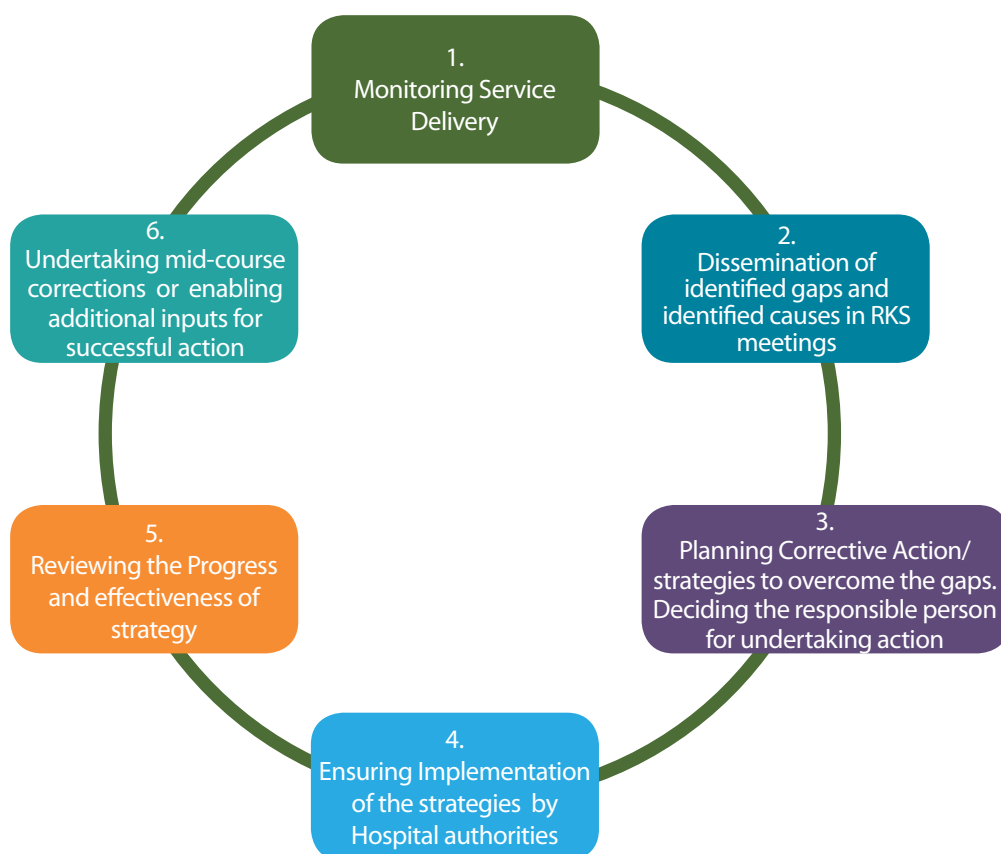 1.
Monitoring Service
Delivery
2.
Dissemination of
identified gaps and
identified causes in RKS
meetings
3.
Planning Corrective Action/
strategies to overcome the gaps.
Deciding the responsible person
for undertaking action
4.
Ensuring Implementation
of the strategies by
Hospital authorities
5.
Reviewing the Progress
and effectiveness of
strategy
6.
Undertaking mid-course
corrections or enabling
additional inputs for
successful action